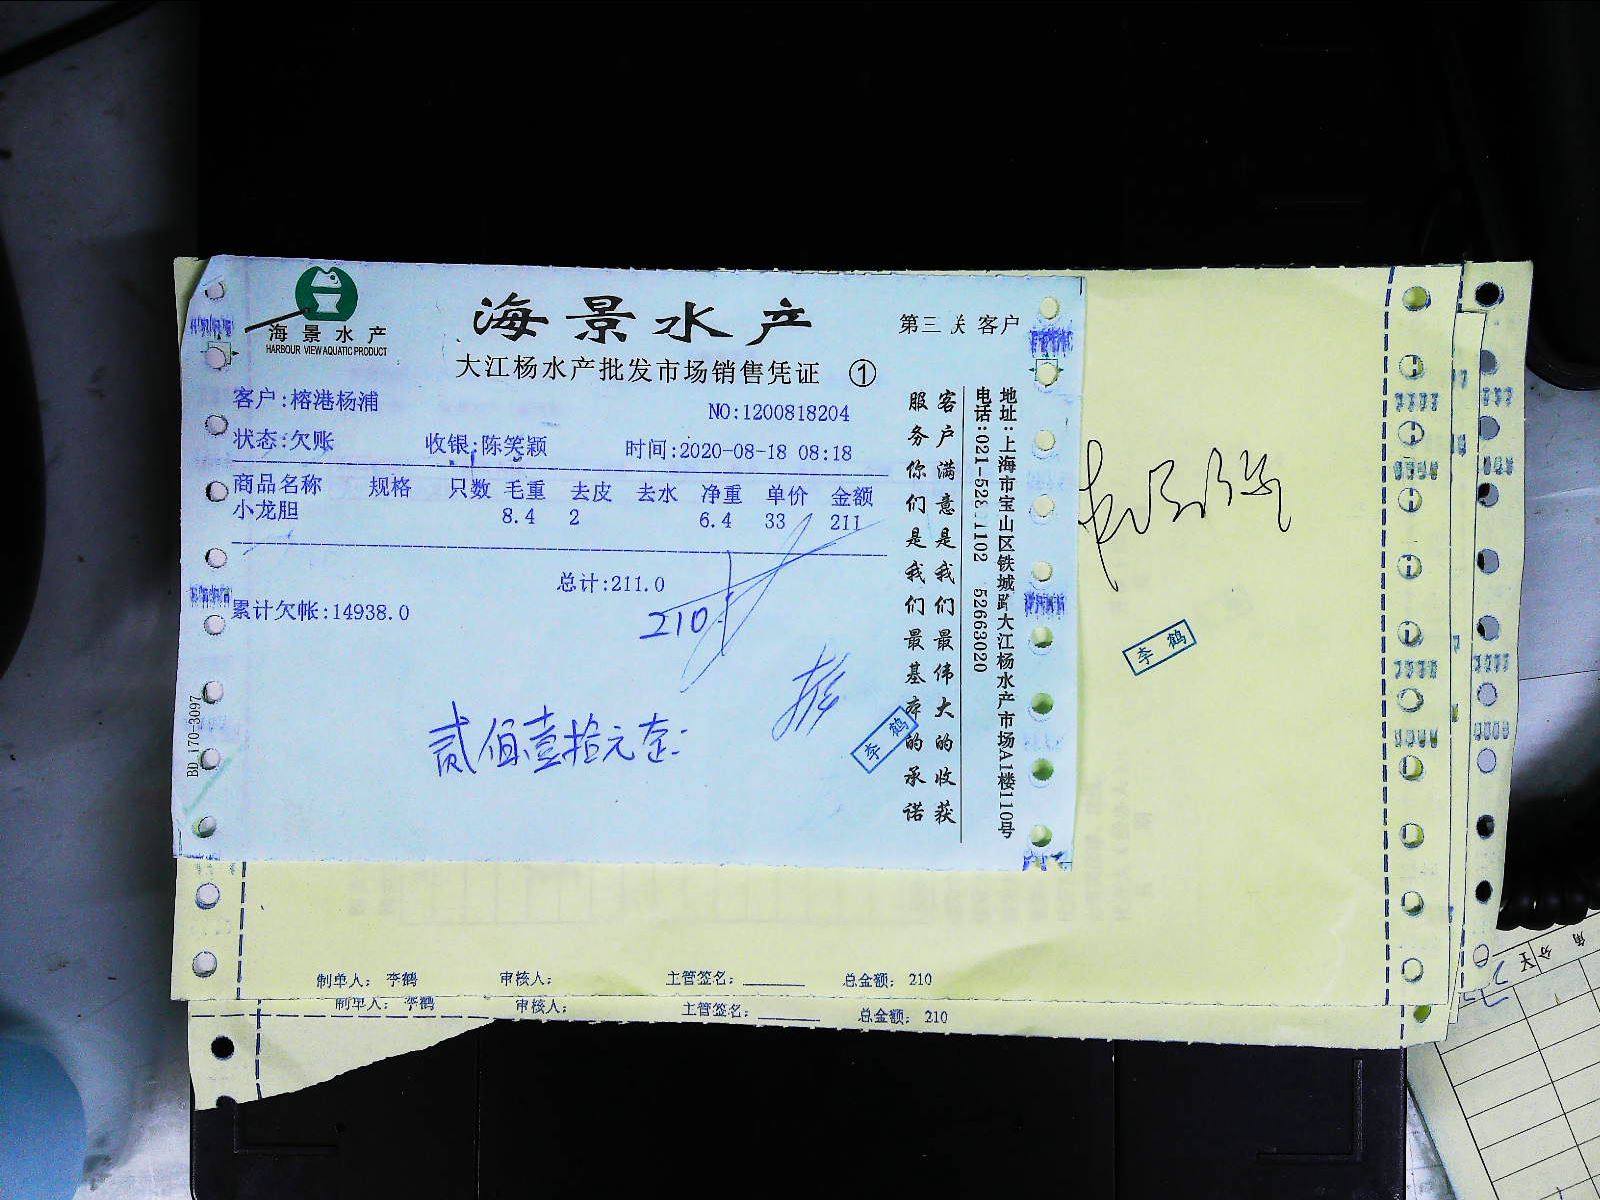 海景水产
HARBOUR VIEW AQUATIC PRODUCT
海景水产
第三联 客户
大江杨水产批发市场销售凭证 ①
客户:榕港杨浦
NO:1200818204
状态:欠账 收银:陈笑颖 时间:2020-08-18 08:18
商品名称 规格 只数 毛重 去皮 去水 净重 单价 金额
小龙胆 8.4 2 6.4 33 211
总计:211.0
累计欠帐:14938.0
210
贰佰壹拾元整
李鹤
客户满意是我们最伟大的收获
服务你们是我们最基本的承诺
地址:上海市宝山区铁城路大江杨水产市场A1楼110号
52663020
BD 170-3097
李鹤
制单人: 李鹤 审核人: 主管签名: 总金额: 210
制单人: 李鹤 审核人: 主管签名: 总金额: 210